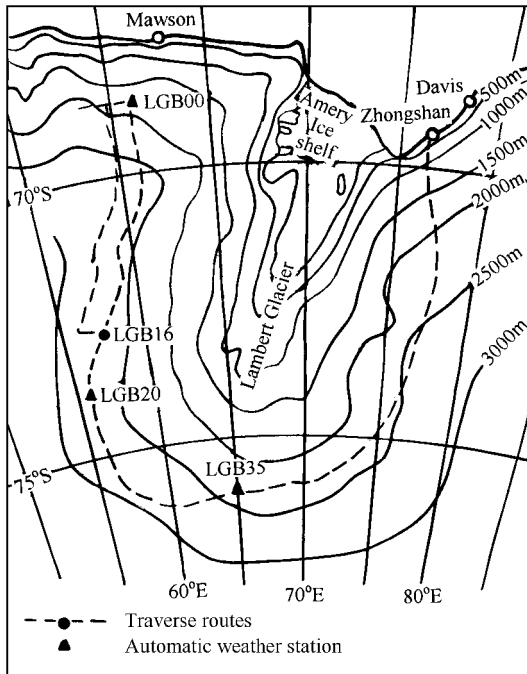 Mawson
Davis
500m
LGB00
Amery
Zhongshan
1000m
Ice
shelf
1500m
70°S
2000m
2500m
Lambert Glacier
LGB16
3000m
LGB20
LGB35
75°S
60°E
70°E
80°E
Traverse routes
Automatic weather station